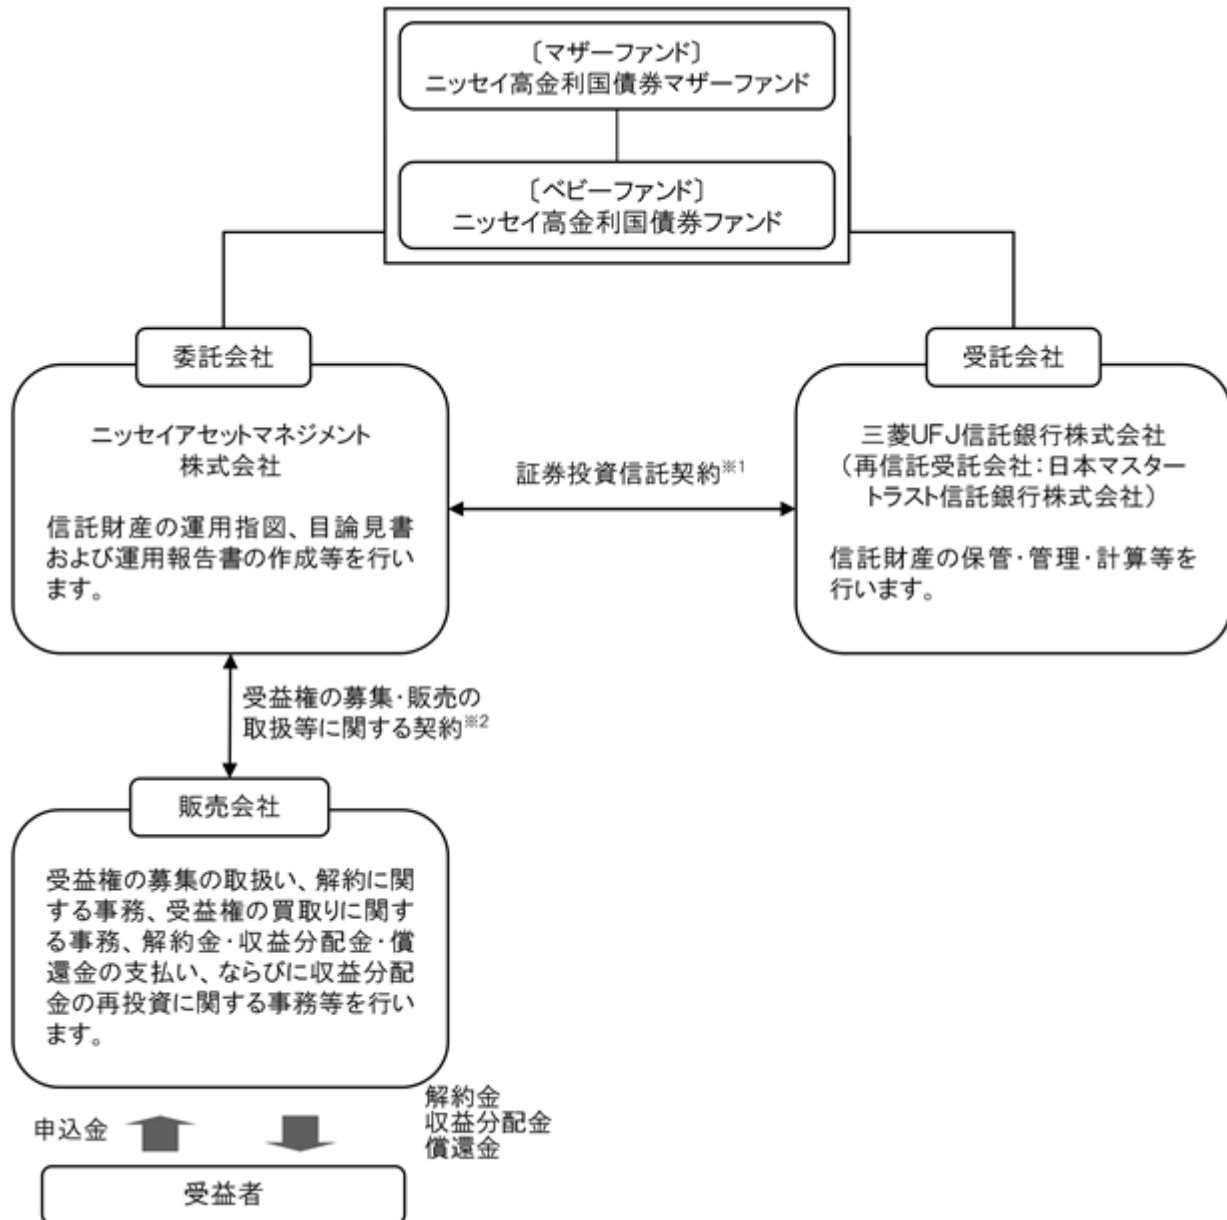 〔マザーファンド〕
ニッセイ高金利国債券マザーファンド
〔ベビーファンド〕
ニッセイ高金利国債券ファンド
委託会社
ニッセイアセットマネジメント
株式会社
信託財産の運用指図、目論見書
および運用報告書の作成等を行い
ます。
証券投資信託契約※1
受託会社
三菱UFJ信託銀行株式会社
（再信託受託会社：日本マスター
トラスト信託銀行株式会社）
信託財産の保管・管理・計算等を
行います。
受益権の募集・販売の
取扱等に関する契約※2
販売会社
受益権の募集の取扱い、解約に関
する事務、受益権の買取りに関す
る事務、解約金・収益分配金・償
還金の支払い、ならびに収益分配
金の再投資に関する事務等を行い
ます。
申込金
解約金
収益分配金
償還金
受益者